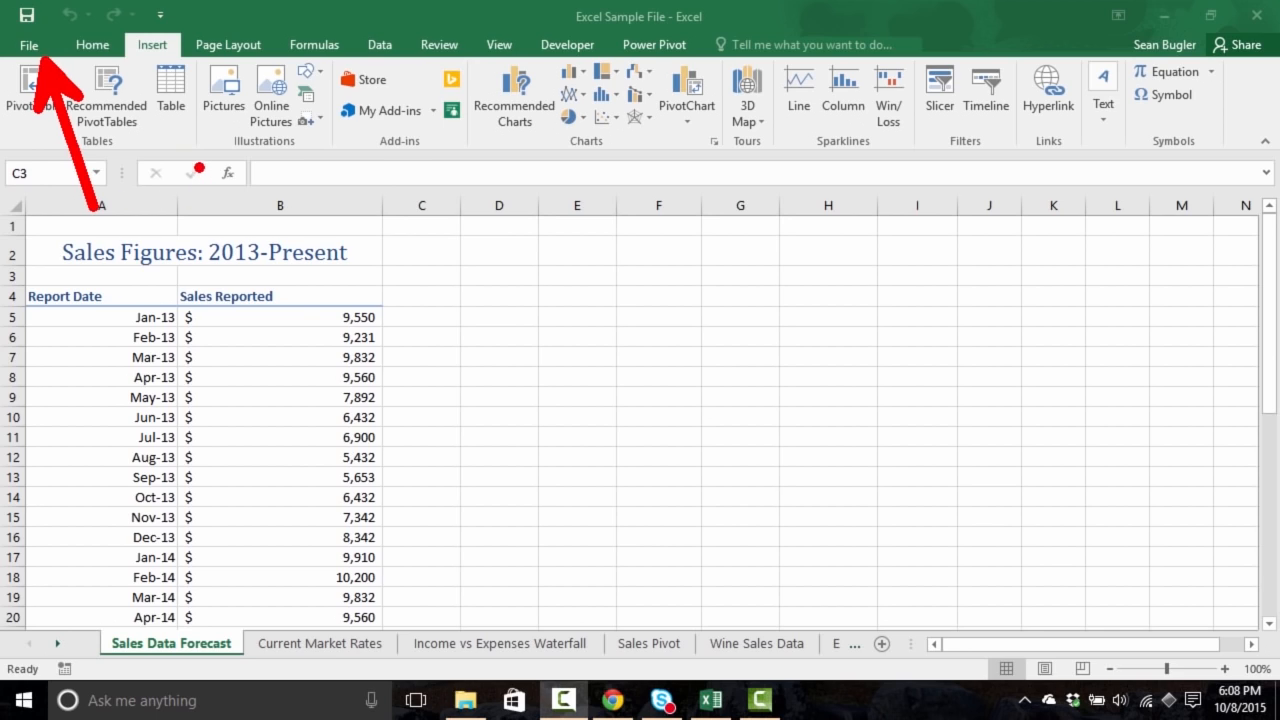 Excel Sample File - Excel
File Home Insert Page Layout Formulas Data Review View Developer Power Pivot Tell me what you want to do... Sean Bugler Share
Recommended PivotTables
Table
Pictures
Online Pictures
Store
My Add-ins
Recommended Charts
PivotChart
3D Map
Line
Column
Win/Loss
Slicer
Timeline
Hyperlink
A
Text
π Equation
Ω Symbol
Tables Illustrations Add-ins Charts Tours Sparklines Filters Links Symbols
C3 fx
A B C D E F G H I J K L M N
1
2 Sales Figures: 2013-Present
3
4 Report Date Sales Reported
5 Jan-13 $ 9,550
6 Feb-13 $ 9,231
7 Mar-13 $ 9,832
8 Apr-13 $ 9,560
9 May-13 $ 7,892
10 Jun-13 $ 6,432
11 Jul-13 $ 6,900
12 Aug-13 $ 5,432
13 Sep-13 $ 5,653
14 Oct-13 $ 6,432
15 Nov-13 $ 7,342
16 Dec-13 $ 8,342
17 Jan-14 $ 9,910
18 Feb-14 $ 10,200
19 Mar-14 $ 9,832
20 Apr-14 $ 9,560
Sales Data Forecast Current Market Rates Income vs Expenses Waterfall Sales Pivot Wine Sales Data E ...
Ready 100%
Ask me anything 6:08 PM
10/8/2015